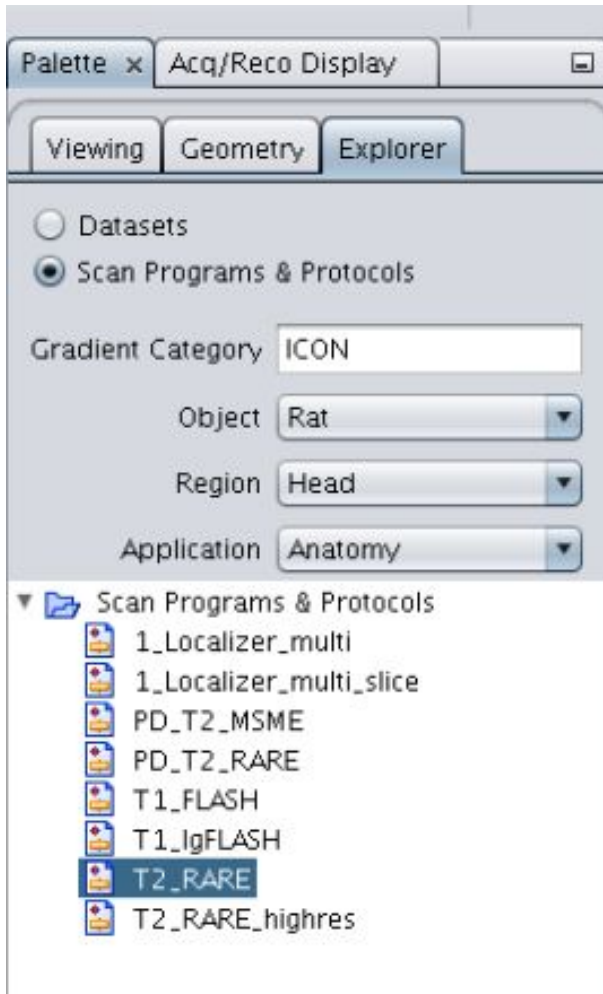 Palette x Acq/Reco Display
Viewing Geometry Explorer
Datasets
Scan Programs & Protocols
Gradient Category ICON
Object Rat
Region Head
Application Anatomy
Scan Programs & Protocols
1_Localizer_multi
1_Localizer_multi_slice
PD_T2_MSME
PD_T2_RARE
T1_FLASH
T1_IgFLASH
T2_RARE
T2_RARE_highres